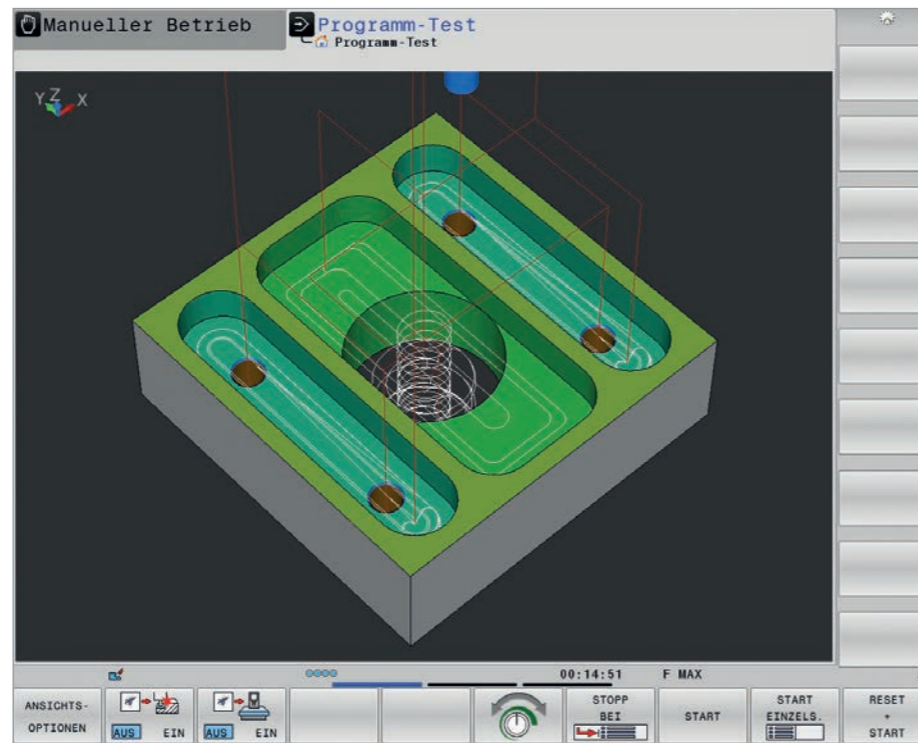 Manueller Betrieb
Programm-Test
Programm-Test
Y Z X
00:14:51 F MAX
ANSICHTS-
OPTIONEN
AUS EIN
AUS EIN
STOPP
BEI
START
START
EINZELS.
RESET
+
START